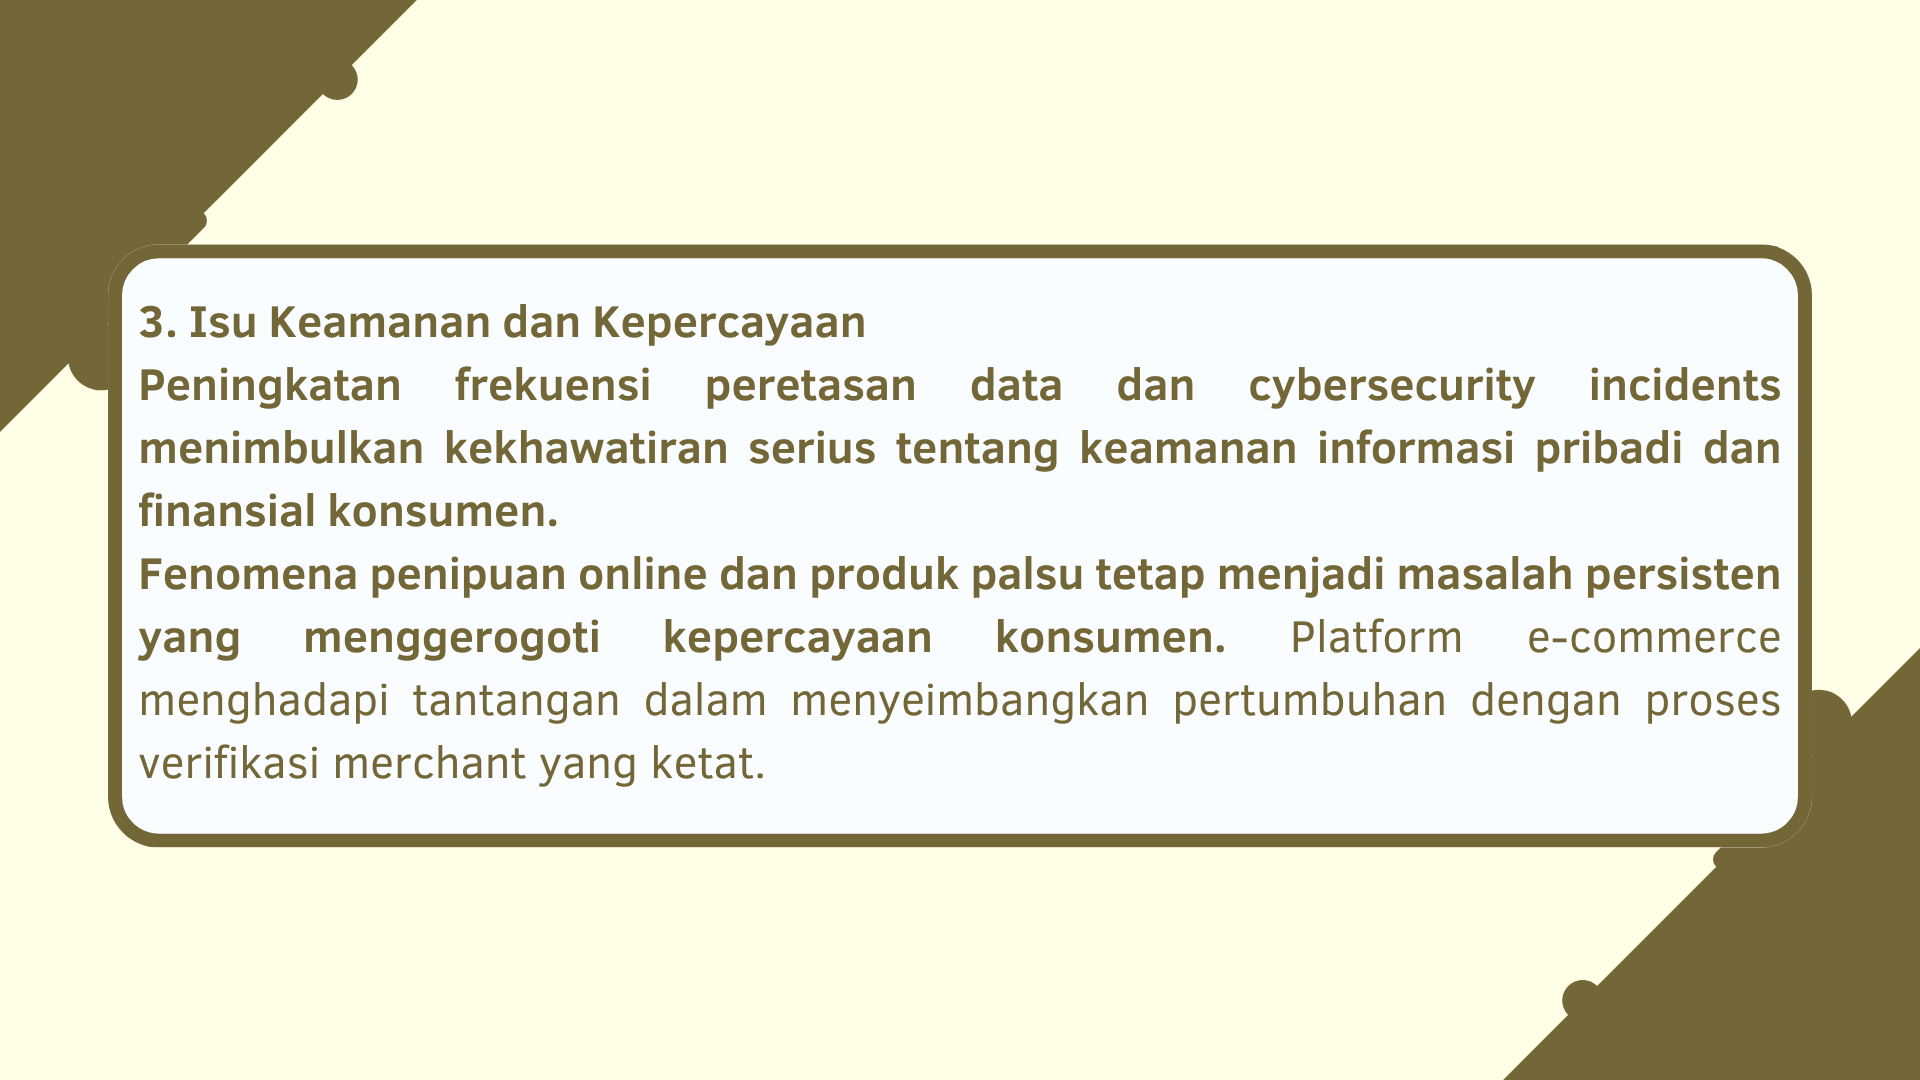 3. Isu Keamanan dan Kepercayaan
Peningkatan frekuensi peretasan data dan cybersecurity incidents
menimbulkan kekhawatiran serius tentang keamanan informasi pribadi dan
finansial konsumen.
Fenomena penipuan online dan produk palsu tetap menjadi masalah persisten
yang menggerogoti kepercayaan konsumen. Platform e-commerce
menghadapi tantangan dalam menyeimbangkan pertumbuhan dengan proses
verifikasi merchant yang ketat.